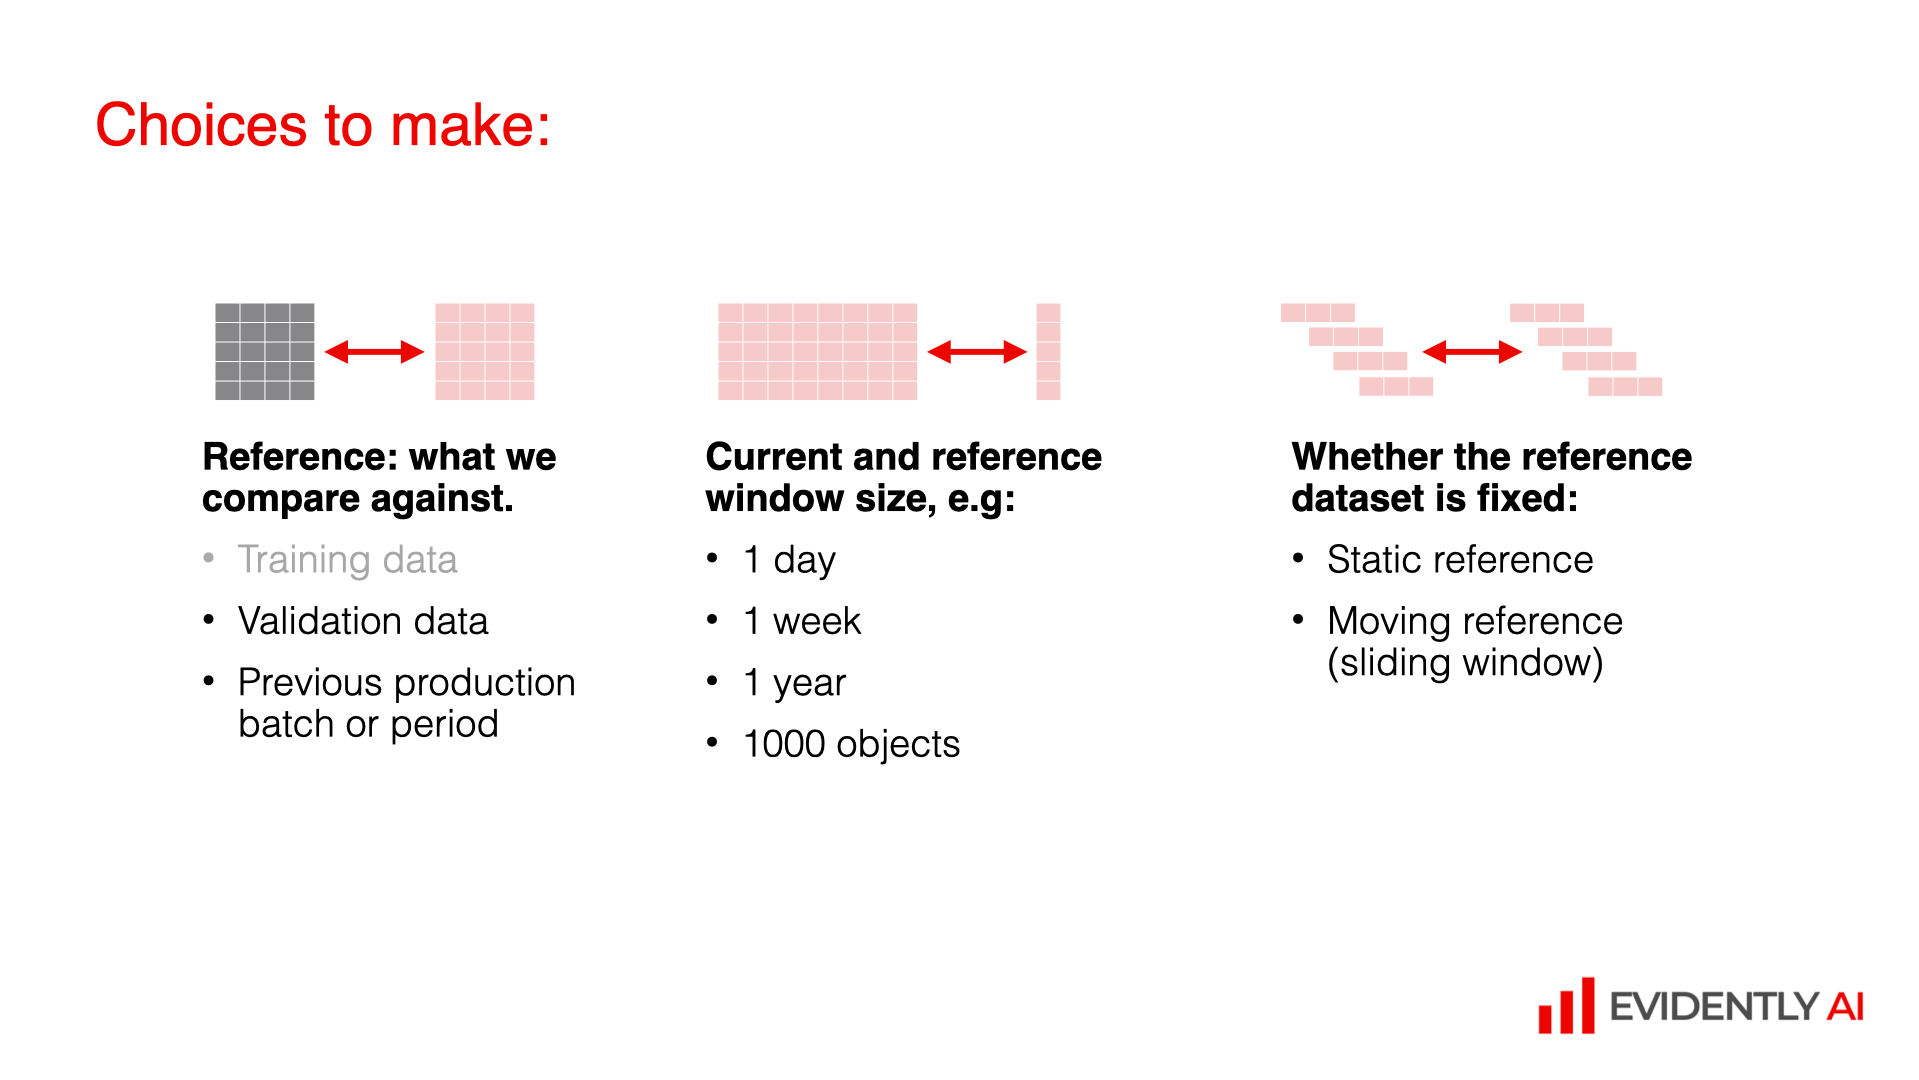 Choices to make:
Reference: what we
compare against.
• Training data
• Validation data
• Previous production
batch or period
Current and reference
window size, e.g:
• 1 day
• 1 week
• 1 year
• 1000 objects
Whether the reference
dataset is fixed:
• Static reference
• Moving reference
(sliding window)
EVIDENTLY AI